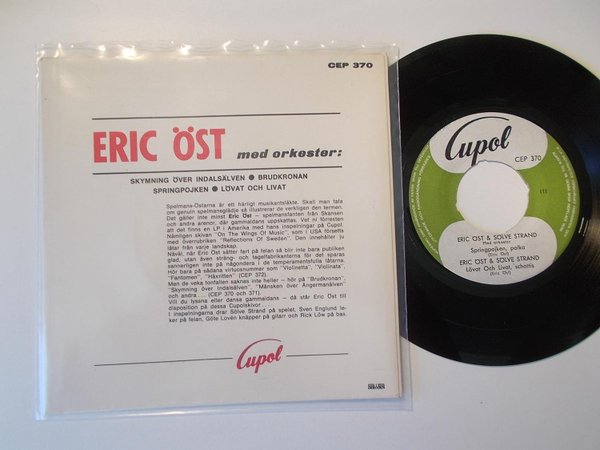 CEP 370
ERIC ÖST med orkester:
SKYMNING ÖVER INDALSÄLVEN ● BRUDKRONAN
SPRINGPOJKEN ● LÖVAT OCH LIVAT
Spelmans-Östarna är ett härligt musikantsläkte. Skall man tala
om genuin spelmansglädje så illustrerar de verkligen den termen.
Det gäller inte minst Eric Öst – spelmansfanten från Skansen
och andra arenor, där gammaldans uppskattas. Vet ni förresten
att det finns en LP i Amerika med hans inspelningar på Cupol.
Nämligen skivan "On The Wings Of Music", som i USA försetts
med överrubriken "Reflections Of Sweden". Den innehåller ju
låtar från varje landskap.
Nåväl, när Eric Öst sätter fart på felan så blir inte bara publiken
glad, utan även sträng- och tagelfabrikanterna för det sparas
sannerligen inte på någondera i de temperamentsfulla låtarna.
Hör bara på sådana virtuosnummer som "Violinetta", "Violinata",
"Fantomen", "Häxritten" (CEP 372).
Men de veka tonfallen saknas inte heller – hör på "Brudkronan",
"Skymning över Indalsälven", "Månsken över Ångermanälven"
och andra . . . (CEP 370 och 371).
Vill du lyssna eller dansa gammaldans – då står Eric Öst till
disposition på dessa Cupolskivor . . .
I inspelningarna drar Sölve Strand på spelet, Sven Englund le-
ker på felan, Göte Lovén knäpper på gitarr och Rick Löw på bas.
Cupol
Cupol
CEP 370
ERIC ÖST & SÖLVE STRAND
Med orkester
Springpojken, polka
(Eric Öst)
ERIC ÖST & SÖLVE STRAND
Lövat Och Livat, schottis
(Eric Öst)